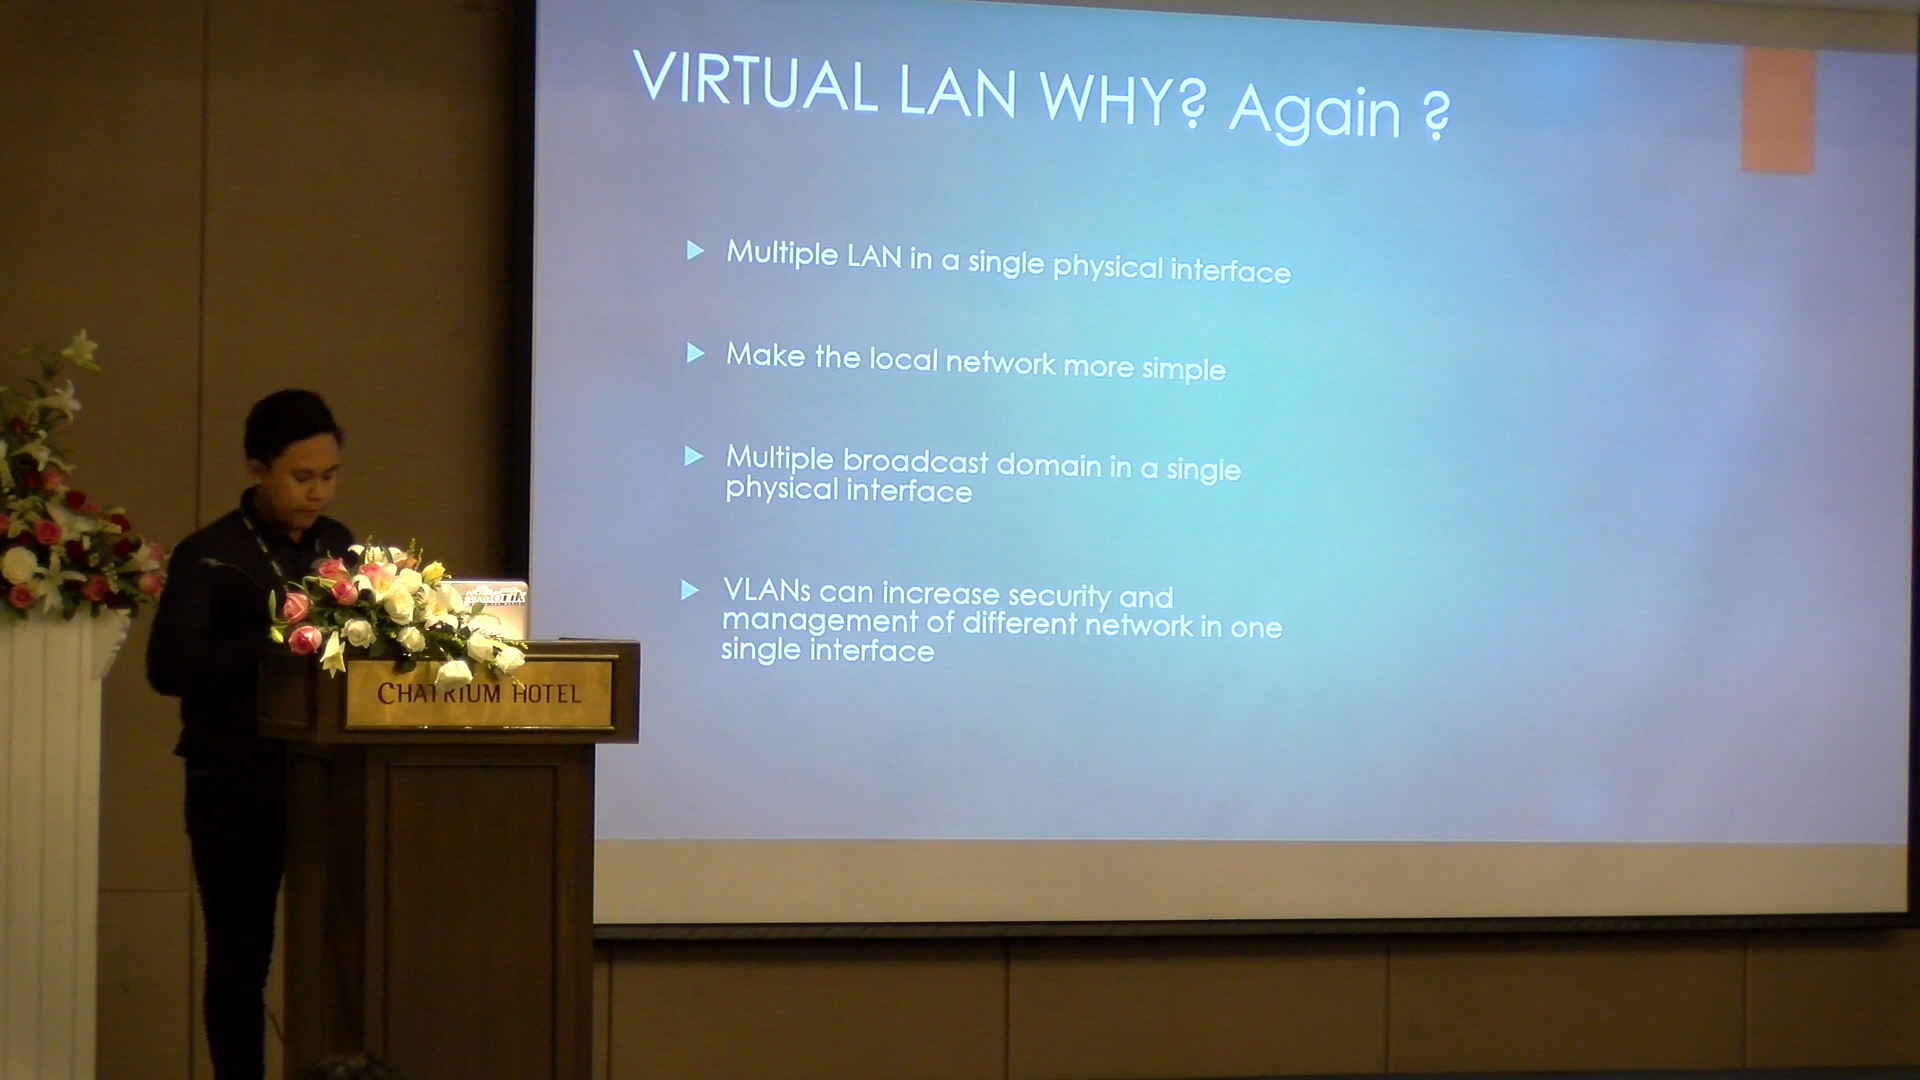 VIRTUAL LAN WHY? Again ?
Multiple LAN in a single physical interface
Make the local network more simple
Multiple broadcast domain in a single
physical interface
VLANs can increase security and
management of different network in one
single interface
CHATRIUM HOTEL